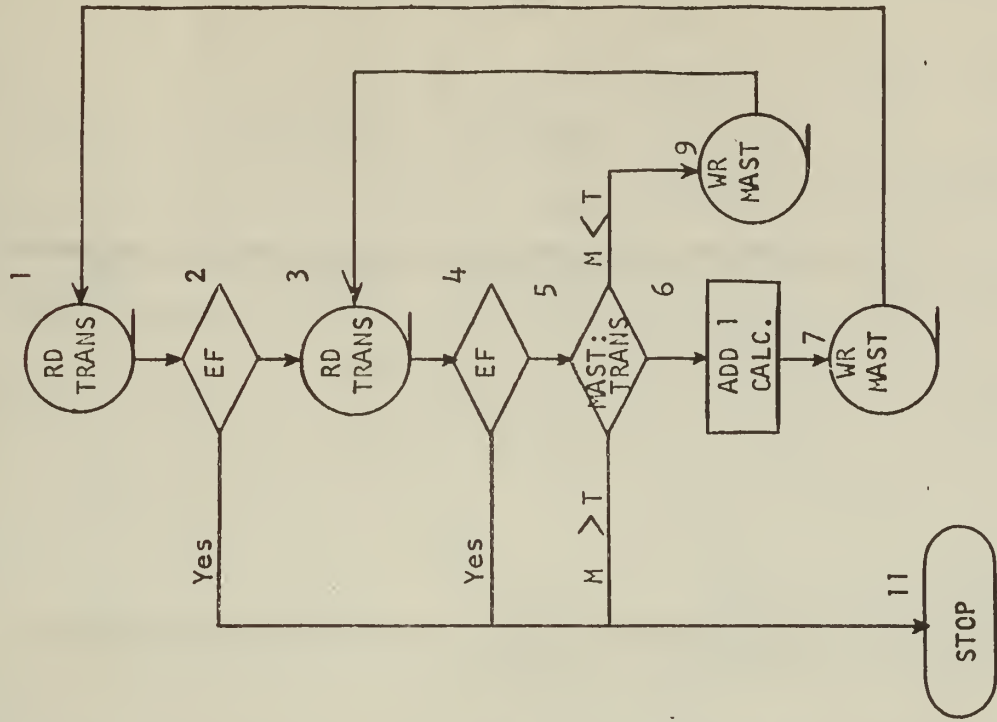 1
RD
TRANS
2
EF
Yes
3
RD
TRANS
4
EF
Yes
5
MAST:
TRANS
M > T
M < T
6
ADD 1
CALC.
7
WR
MAST
9
WR
MAST
11
STOP